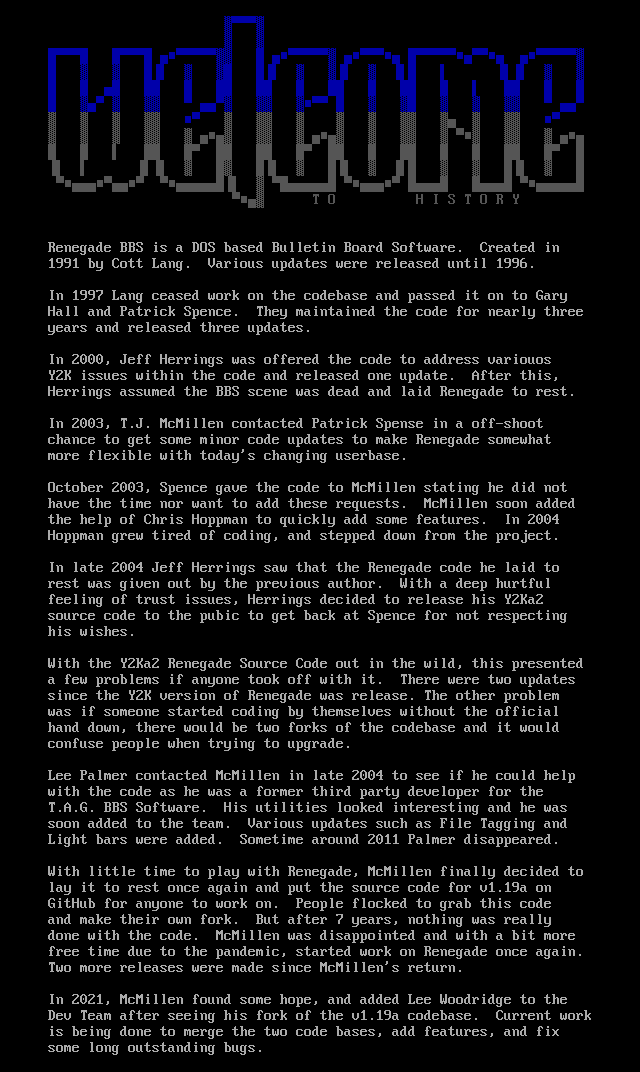 welcome
TO HISTORY
Renegade BBS is a DOS based Bulletin Board Software.  Created in
1991 by Cott Lang.  Various updates were released until 1996.
In 1997 Lang ceased work on the codebase and passed it on to Gary
Hall and Patrick Spence.  They maintained the code for nearly three
years and released three updates.
In 2000, Jeff Herrings was offered the code to address variouos
Y2K issues within the code and released one update.  After this,
Herrings assumed the BBS scene was dead and laid Renegade to rest.
In 2003, T.J. McMillen contacted Patrick Spense in a off-shoot
chance to get some minor code updates to make Renegade somewhat
more flexible with today's changing userbase.
October 2003, Spence gave the code to McMillen stating he did not
have the time nor want to add these requests.  McMillen soon added
the help of Chris Hoppman to quickly add some features.  In 2004
Hoppman grew tired of coding, and stepped down from the project.
In late 2004 Jeff Herrings saw that the Renegade code he laid to
rest was given out by the previous author.  With a deep hurtful
feeling of trust issues, Herrings decided to release his Y2Ka2
source code to the pubic to get back at Spence for not respecting
his wishes.
With the Y2Ka2 Renegade Source Code out in the wild, this presented
a few problems if anyone took off with it.  There were two updates
since the Y2K version of Renegade was release. The other problem
was if someone started coding by themselves without the official
hand down, there would be two forks of the codebase and it would
confuse people when trying to upgrade.
Lee Palmer contacted McMillen in late 2004 to see if he could help
with the code as he was a former third party developer for the
T.A.G. BBS Software.  His utilities looked interesting and he was
soon added to the team.  Various updates such as File Tagging and
Light bars were added.  Sometime around 2011 Palmer disappeared.
With little time to play with Renegade, McMillen finally decided to
lay it to rest once again and put the source code for v1.19a on
GitHub for anyone to work on.  People flocked to grab this code
and make their own fork.  But after 7 years, nothing was really
done with the code.  McMillen was disappointed and with a bit more
free time due to the pandemic, started work on Renegade once again.
Two more releases were made since McMillen's return.
In 2021, McMillen found some hope, and added Lee Woodridge to the
Dev Team after seeing his fork of the v1.19a codebase.  Current work
is being done to merge the two code bases, add features, and fix
some long outstanding bugs.